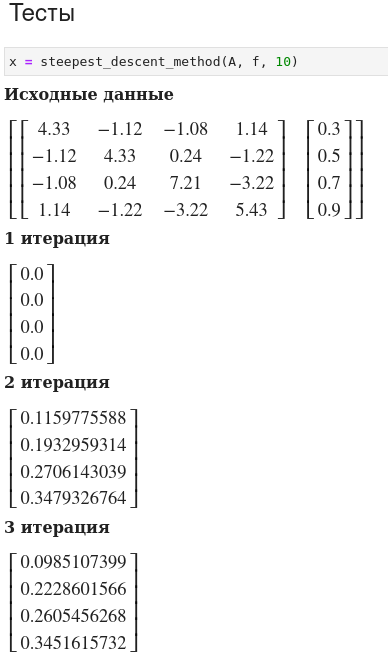 Тесты
x = steepest_descent_method(A, f, 10)
Исходные данные
4.33 −1.12 −1.08 1.14 0.3
−1.12 4.33 0.24 −1.22 0.5
−1.08 0.24 7.21 −3.22 0.7
1.14 −1.22 −3.22 5.43 0.9
1 итерация
0.0
0.0
0.0
0.0
2 итерация
0.1159775588
0.1932959314
0.2706143039
0.3479326764
3 итерация
0.0985107399
0.2228601566
0.2605456268
0.3451615732